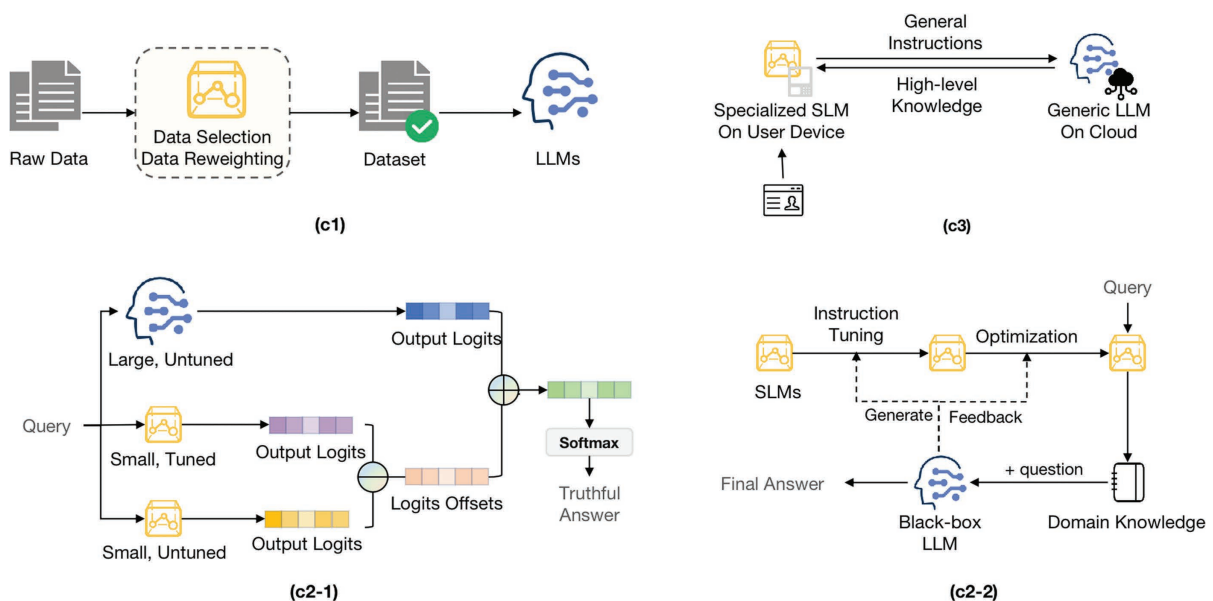 Raw Data
Data Selection
Data Reweighting
Dataset
LLMs
(c1)
General
Instructions
High-level
Knowledge
Specialized SLM
On User Device
Generic LLM
On Cloud
(c3)
Query
Large, Untuned
Output Logits
Small, Tuned
Output Logits
Small, Untuned
Output Logits
Logits Offsets
Softmax
Truthful
Answer
(c2-1)
Query
Instruction
Tuning
Optimization
SLMs
Generate
Feedback
+ question
Final Answer
Black-box
LLM
Domain Knowledge
(c2-2)